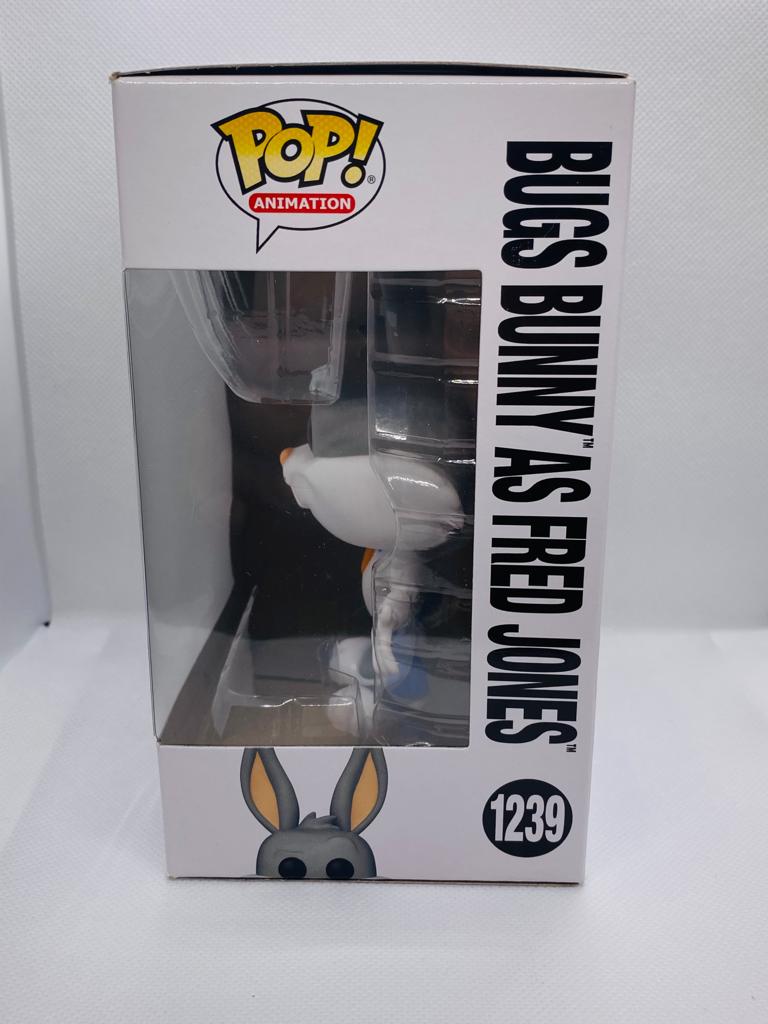 POP!®
ANIMATION
BUGS BUNNY™ AS FRED JONES™
1239